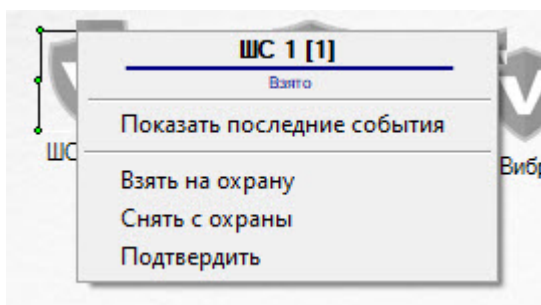 ШС 1 [1]
Взято
Показать последние события
ШС
Вибр
Взять на охрану
Снять с охраны
Подтвердить